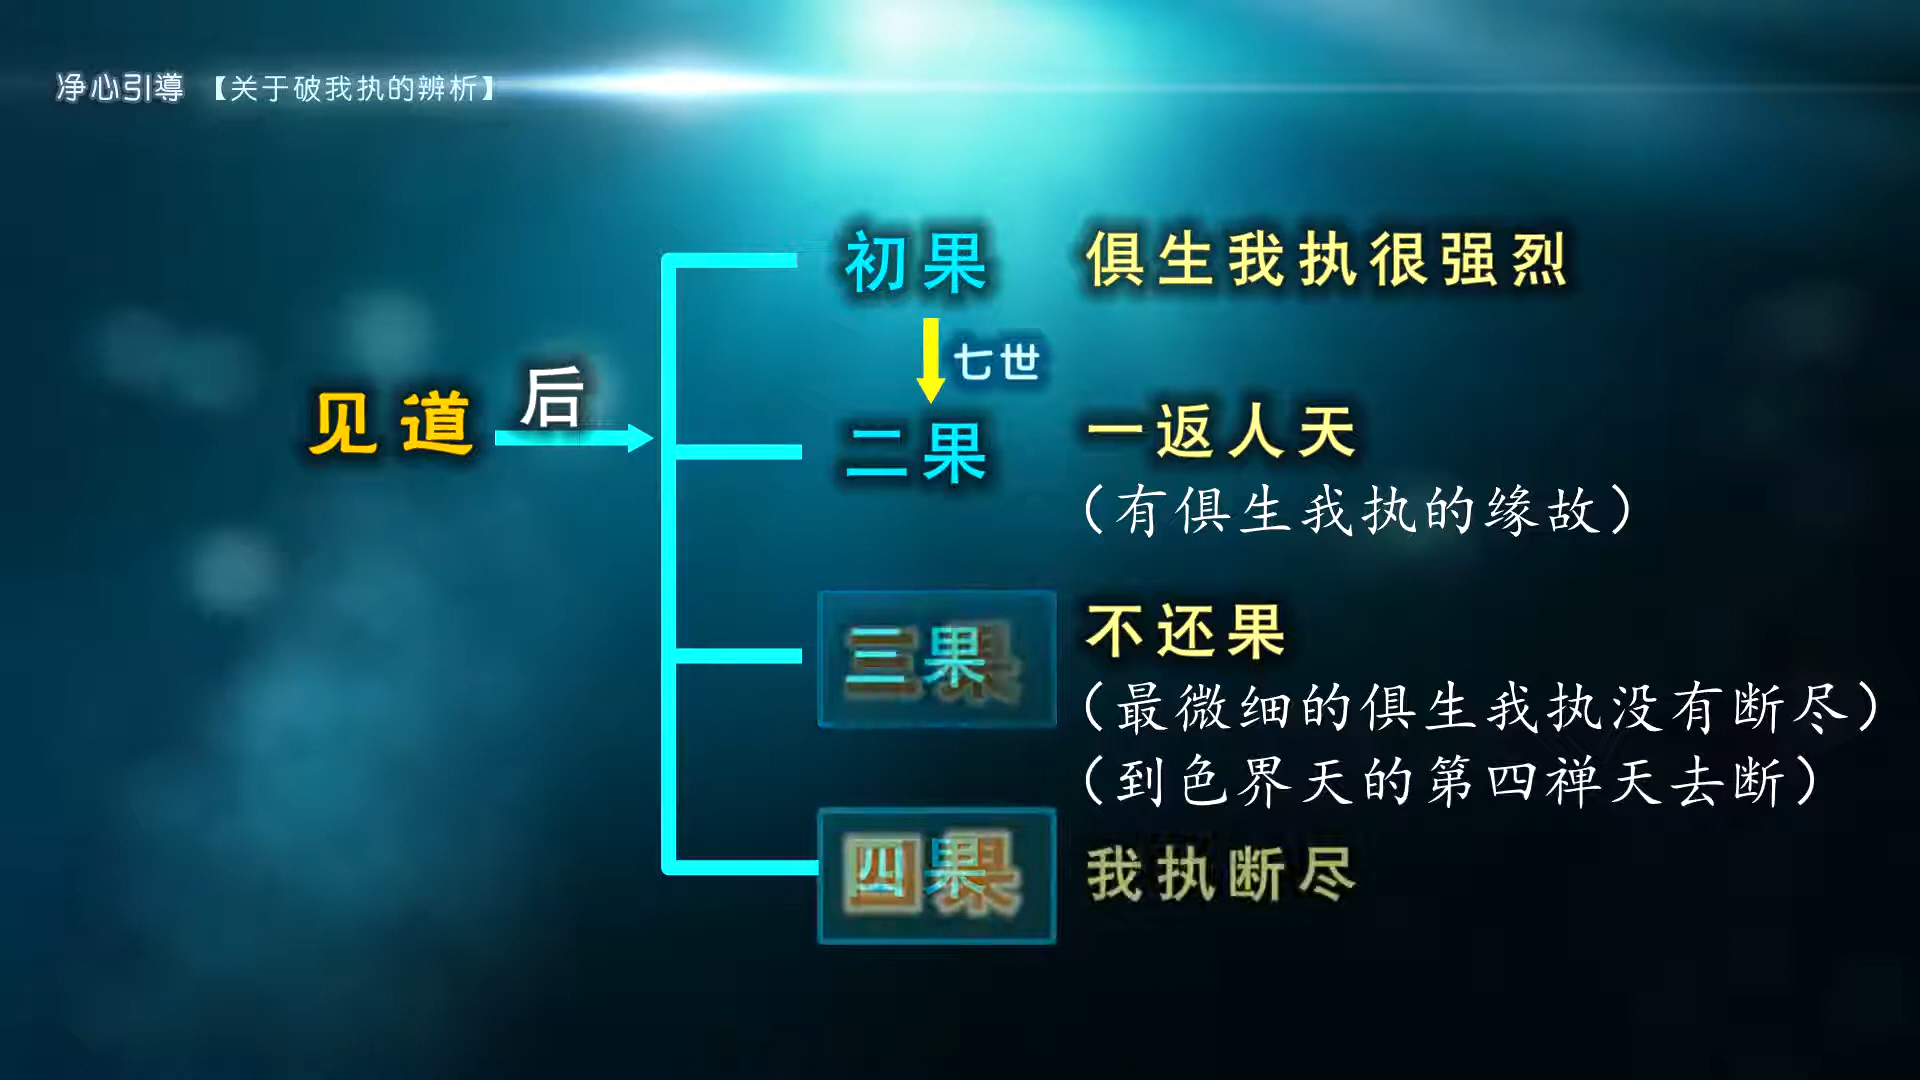 净心引導 【关于破我执的辨析】
初果 俱生我执很强烈
七世
见道 后
二果 一返人天
（有俱生我执的缘故）
三果 不还果
（最微细的俱生我执没有断尽）
（到色界天的第四禅天去断）
四果 我执断尽